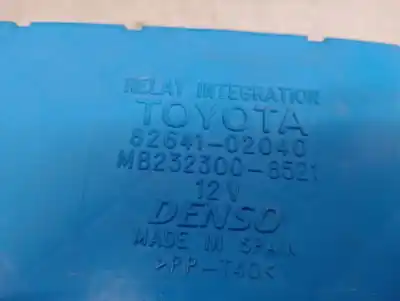 RELAY INTEGRATION
TOYOTA
82641-02040
MB232300-8521
12V
DENSO
MADE IN SPAIN
>PP-T40<